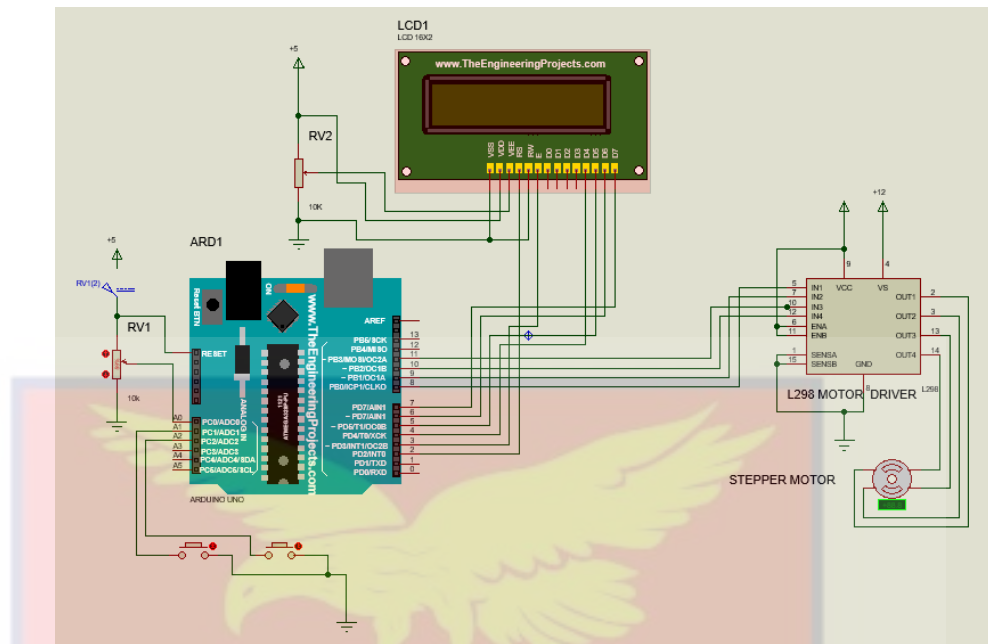 LCD1
LCD 16X2
www.TheEngineeringProjects.com
VSS
VDD
VEE
RS
RW
E
D0
D1
D2
D3
D4
D5
D6
D7
+5
RV2
10K
+12
+5
RV1(2)
RV1
10k
ARD1
Reset BTN
ON
www.TheEngineeringProjects.com
RESET
AREF
PB5/SCK 13
PB4/MISO 12
11
PB2/OC1B 10
PB1/OC1A 9
PB0/ICP1/CLKO 8
PD7/AIN1 7
6
PD5/T1/OC0B 5
PD4/T0/XCK 4
PD3/INT1/OC2B 3
PD2/INT0 2
PD1/TXD 1
PD0/RXD 0
ANALOG IN
A0 PC0/ADC0
A1 PC1/ADC1
A2 PC2/ADC2
A3 PC3/ADC3
A4 PC4/ADC4/SDA
A5 PC5/ADC5/SCL
ARDUINO UNO
9 4
5 IN1 VCC VS OUT1 2
7 IN2 OUT2 3
10 IN3 OUT3 13
12 IN4 OUT4 14
6 ENA
11 ENB
1 SENSA GND
15 SENSB
8 L298
L298 MOTOR DRIVER
STEPPER MOTOR